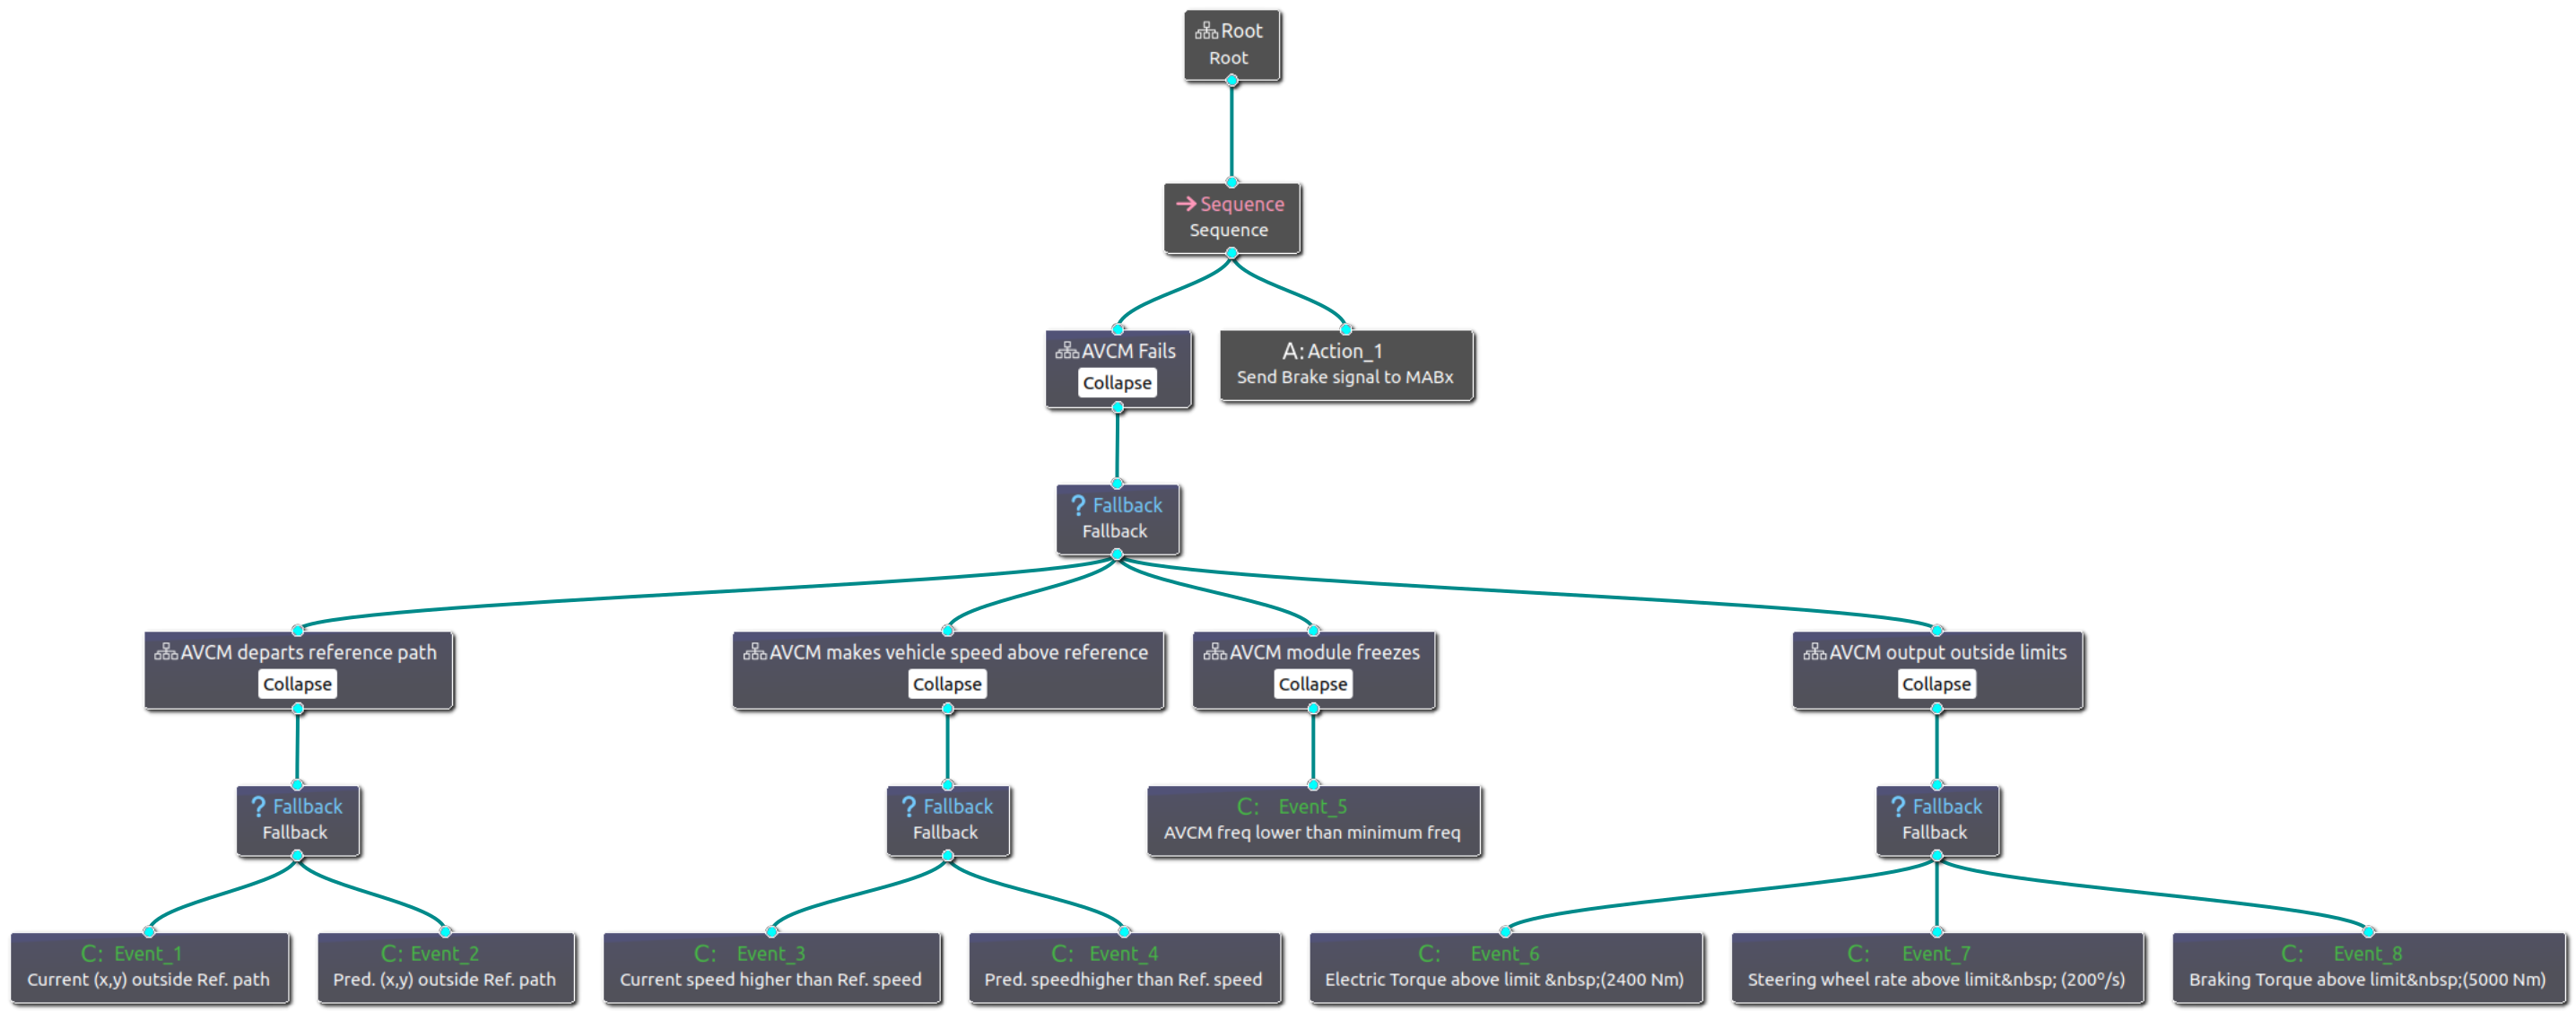 Root
Root
Sequence
Sequence
AVCM Fails
Collapse
A: Action_1
Send Brake signal to MABx
? Fallback
Fallback
AVCM departs reference path
Collapse
AVCM makes vehicle speed above reference
Collapse
AVCM module freezes
Collapse
AVCM output outside limits
Collapse
? Fallback
Fallback
? Fallback
Fallback
C: Event_5
AVCM freq lower than minimum freq
? Fallback
Fallback
C: Event_1
Current (x,y) outside Ref. path
C: Event_2
Pred. (x,y) outside Ref. path
C: Event_3
Current speed higher than Ref. speed
C: Event_4
Pred. speedhigher than Ref. speed
C: Event_6
Electric Torque above limit &nbsp;(2400 Nm)
C: Event_7
Steering wheel rate above limit&nbsp; (200º/s)
C: Event_8
Braking Torque above limit&nbsp;(5000 Nm)